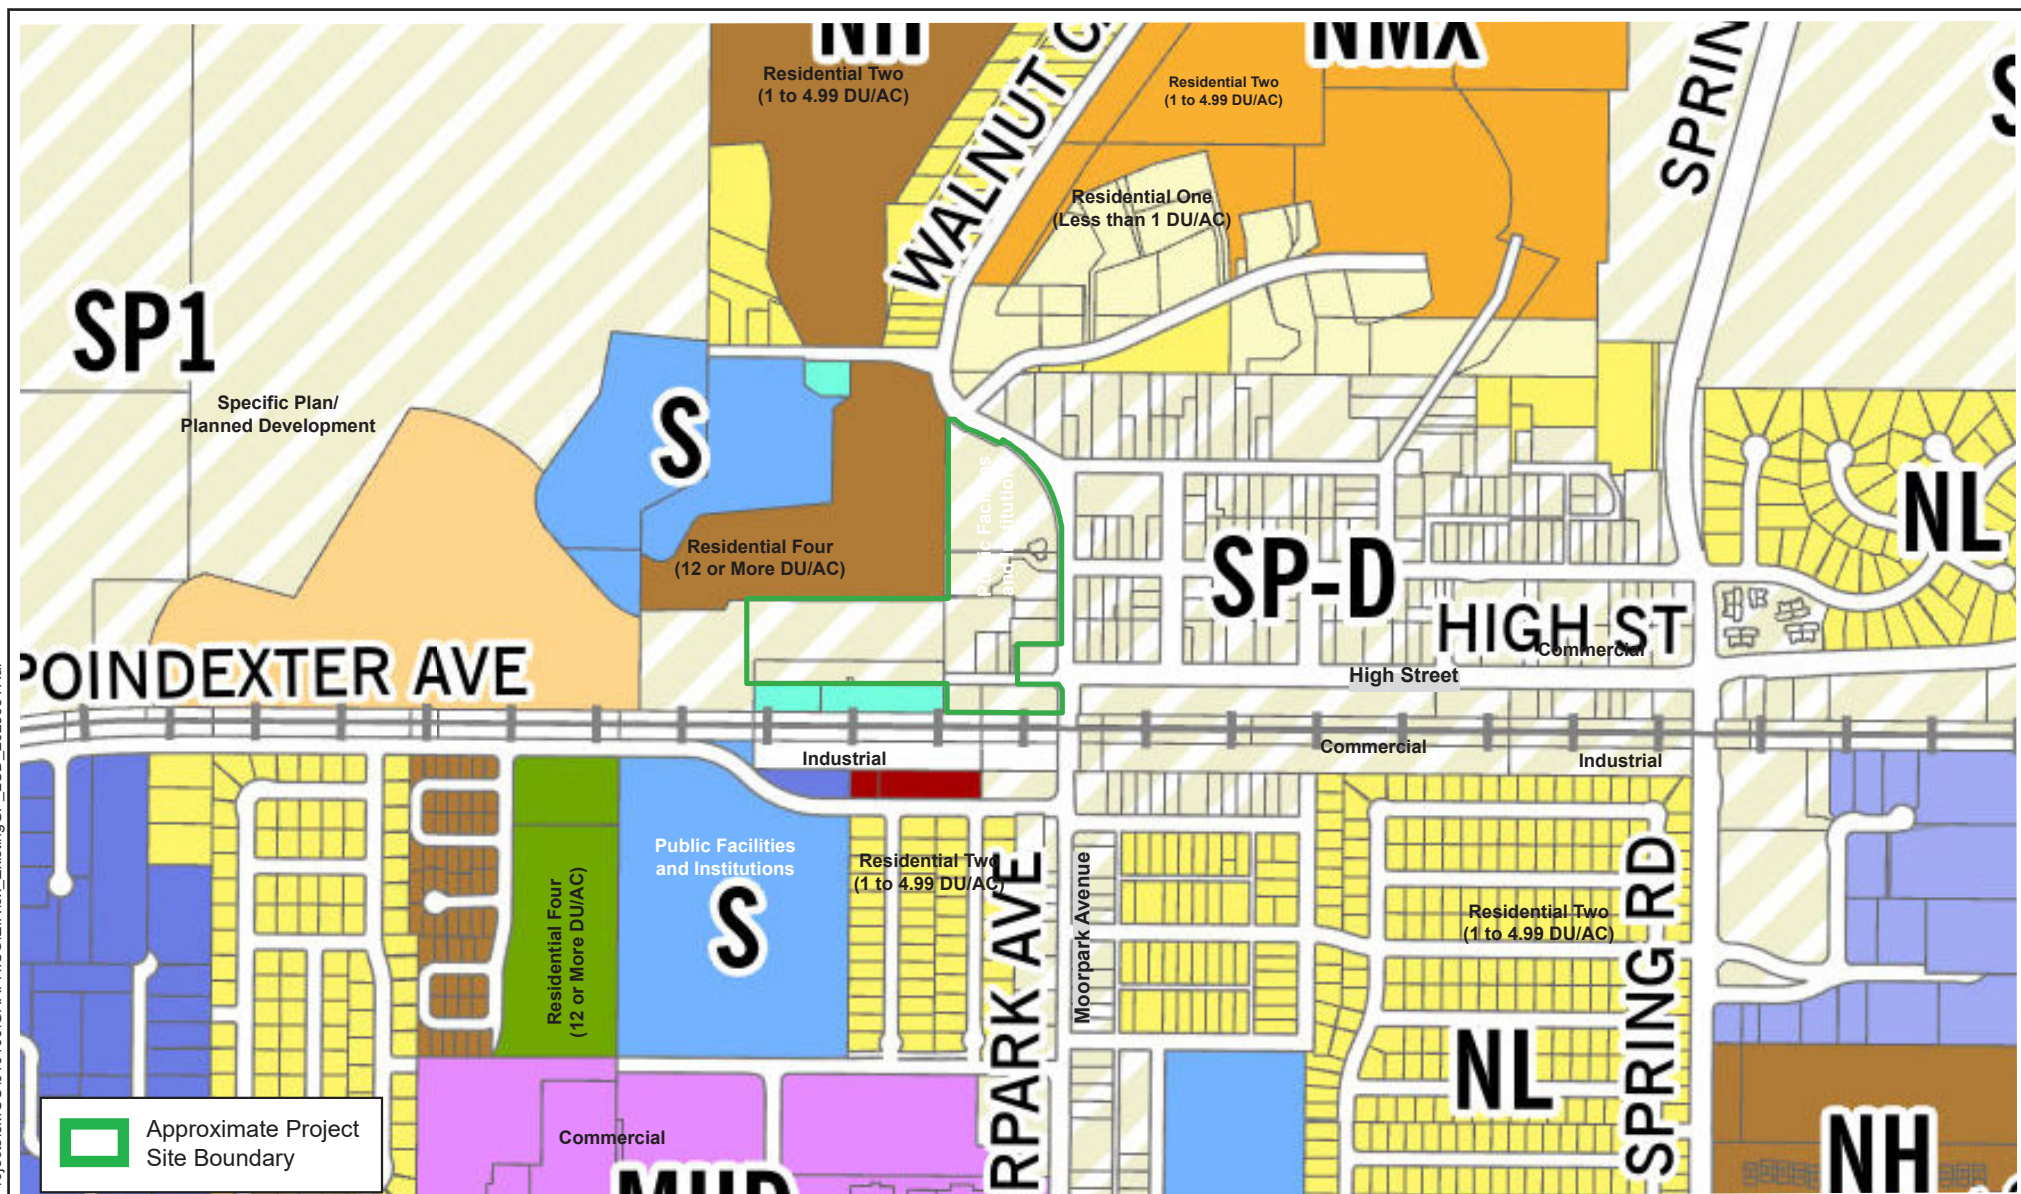 NH
NMX
Residential Two
(1 to 4.99 DU/AC)
Residential Two
(1 to 4.99 DU/AC)
WALNUT C
SPRIN
S
Residential One
(Less than 1 DU/AC)
SP1
Specific Plan/
Planned Development
S
NL
Public Facilities
and Institutions
Residential Four
(12 or More DU/AC)
SP-D
HIGH ST
Commercial
High Street
POINDEXTER AVE
Industrial
Commercial
Industrial
Public Facilities
and Institutions
S
Residential Two
(1 to 4.99 DU/AC)
Residential Four
(12 or More DU/AC)
RPARK AVE
Moorpark Avenue
Residential Two
(1 to 4.99 DU/AC)
SPRING RD
NL
NH
Commercial
MUD
Approximate Project
Site Boundary